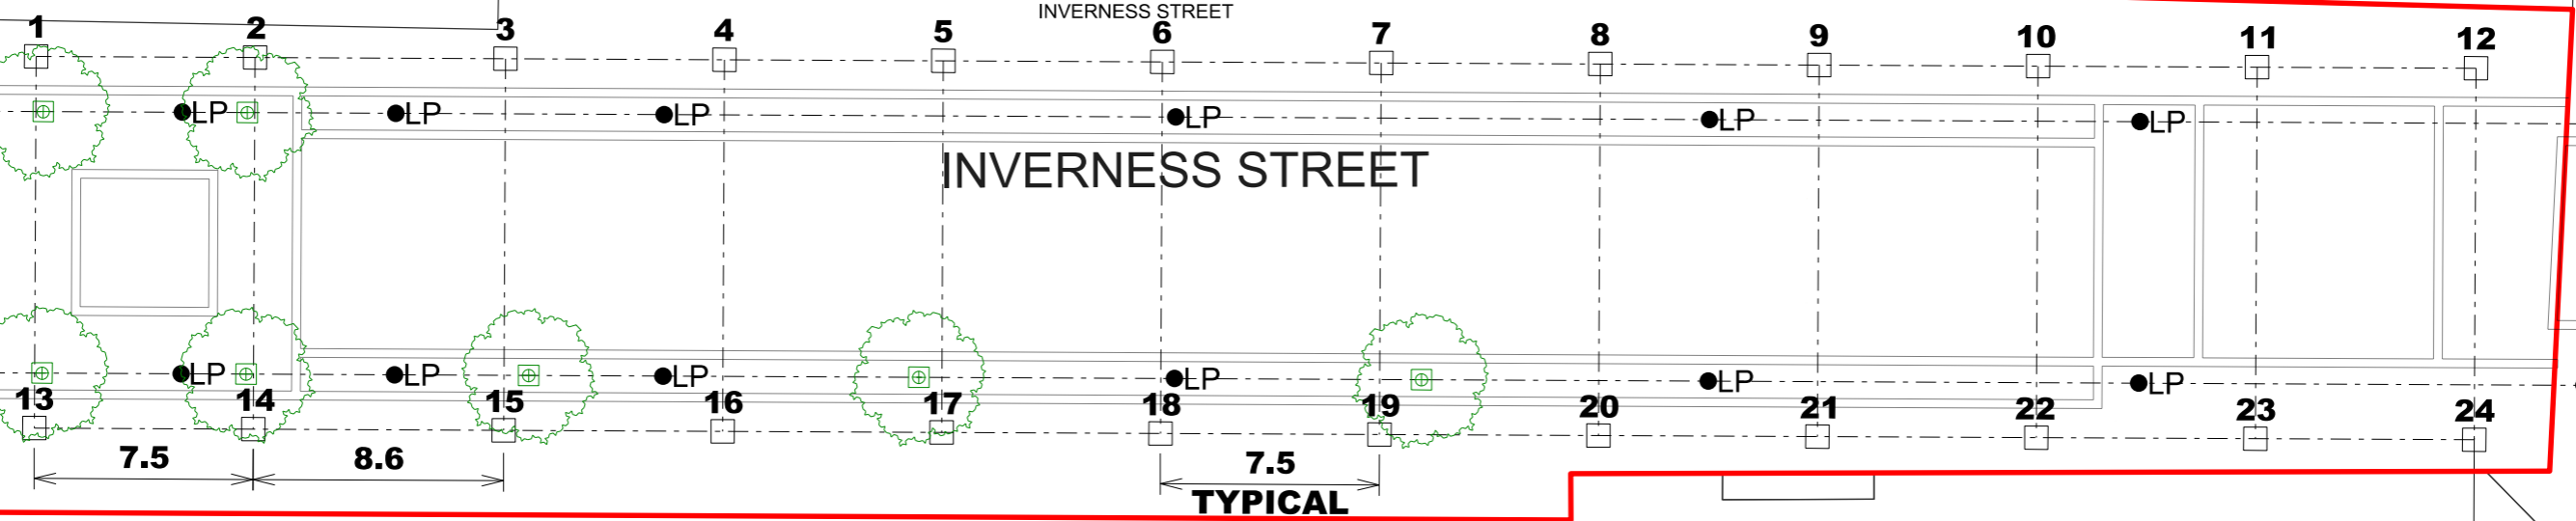 INVERNESS STREET
1 2 3 4 5 6 7 8 9 10 11 12
LP LP LP LP LP LP
INVERNESS STREET
LP LP LP LP LP LP
13 14 15 16 17 18 19 20 21 22 23 24
7.5 8.6 7.5
TYPICAL